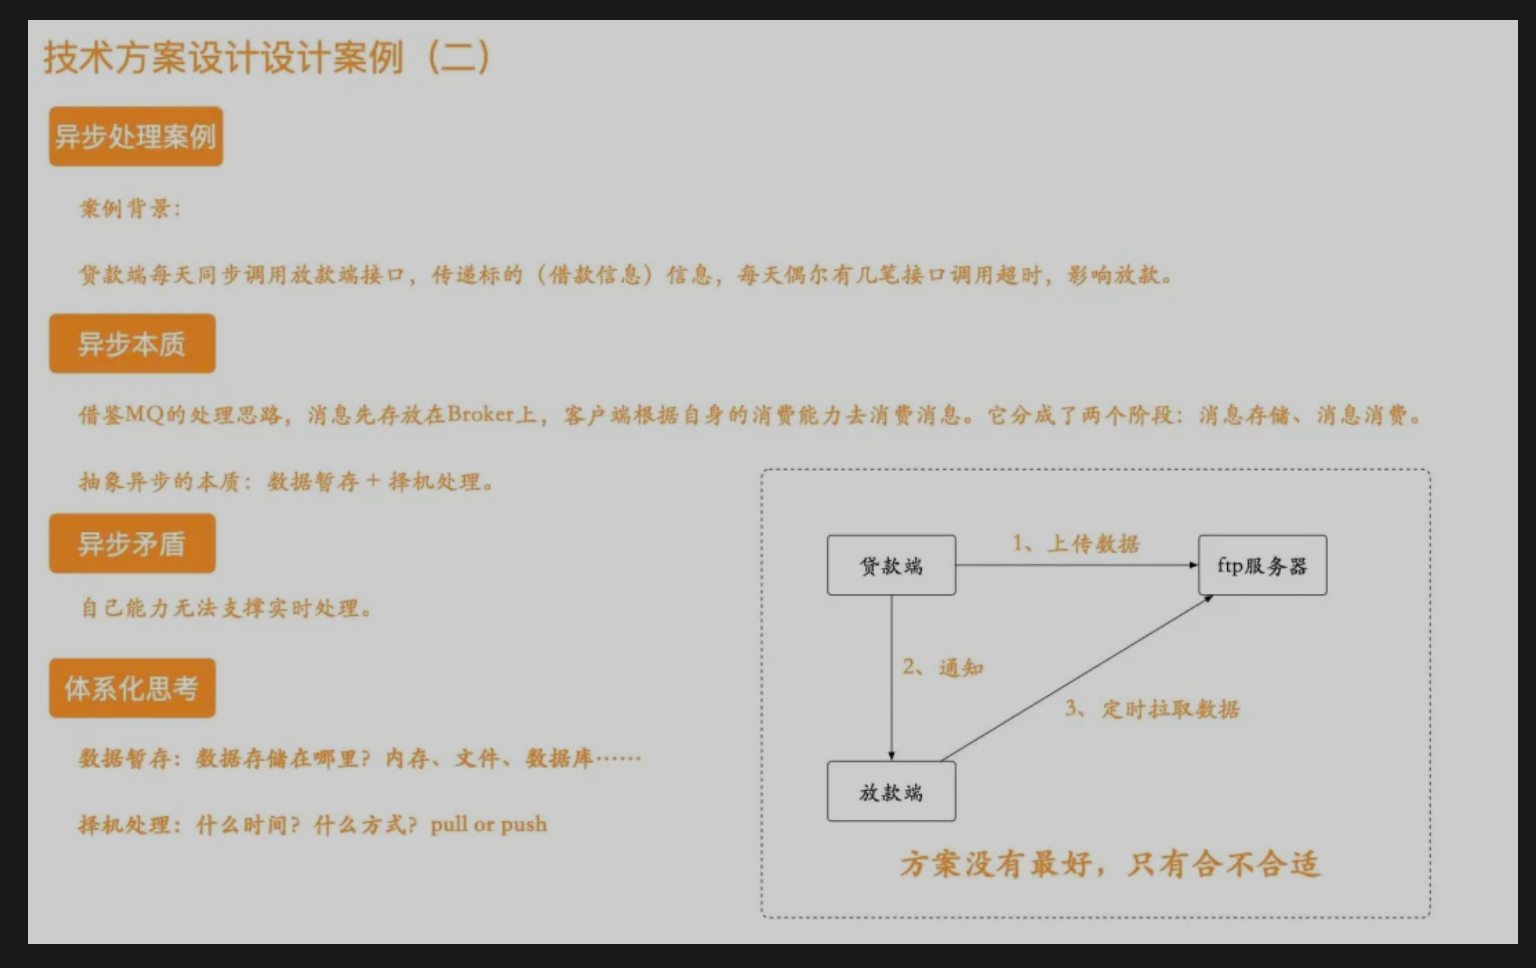 技术方案设计设计案例（二）
异步处理案例
案例背景：
贷款端每天同步调用放款端接口，传递标的（借款信息）信息，每天偶尔有几笔接口调用超时，影响放款。
异步本质
借鉴MQ的处理思路，消息先存放在Broker上，客户端根据自身的消费能力去消费消息。它分成了两个阶段：消息存储、消息消费。
抽象异步的本质：数据暂存 + 择机处理。
异步矛盾
自己能力无法支撑实时处理。
体系化思考
数据暂存：数据存储在哪里？内存、文件、数据库······
择机处理：什么时间？什么方式？pull or push
贷款端
1、上传数据
ftp服务器
2、通知
3、定时拉取数据
放款端
方案没有最好，只有合不合适